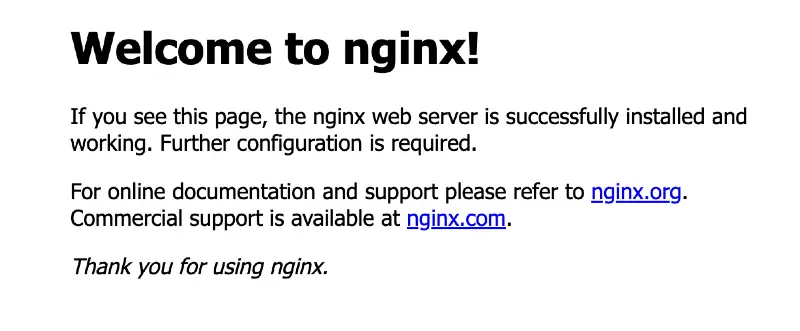 Welcome to nginx!
If you see this page, the nginx web server is successfully installed and
working. Further configuration is required.
For online documentation and support please refer to nginx.org.
Commercial support is available at nginx.com.
Thank you for using nginx.